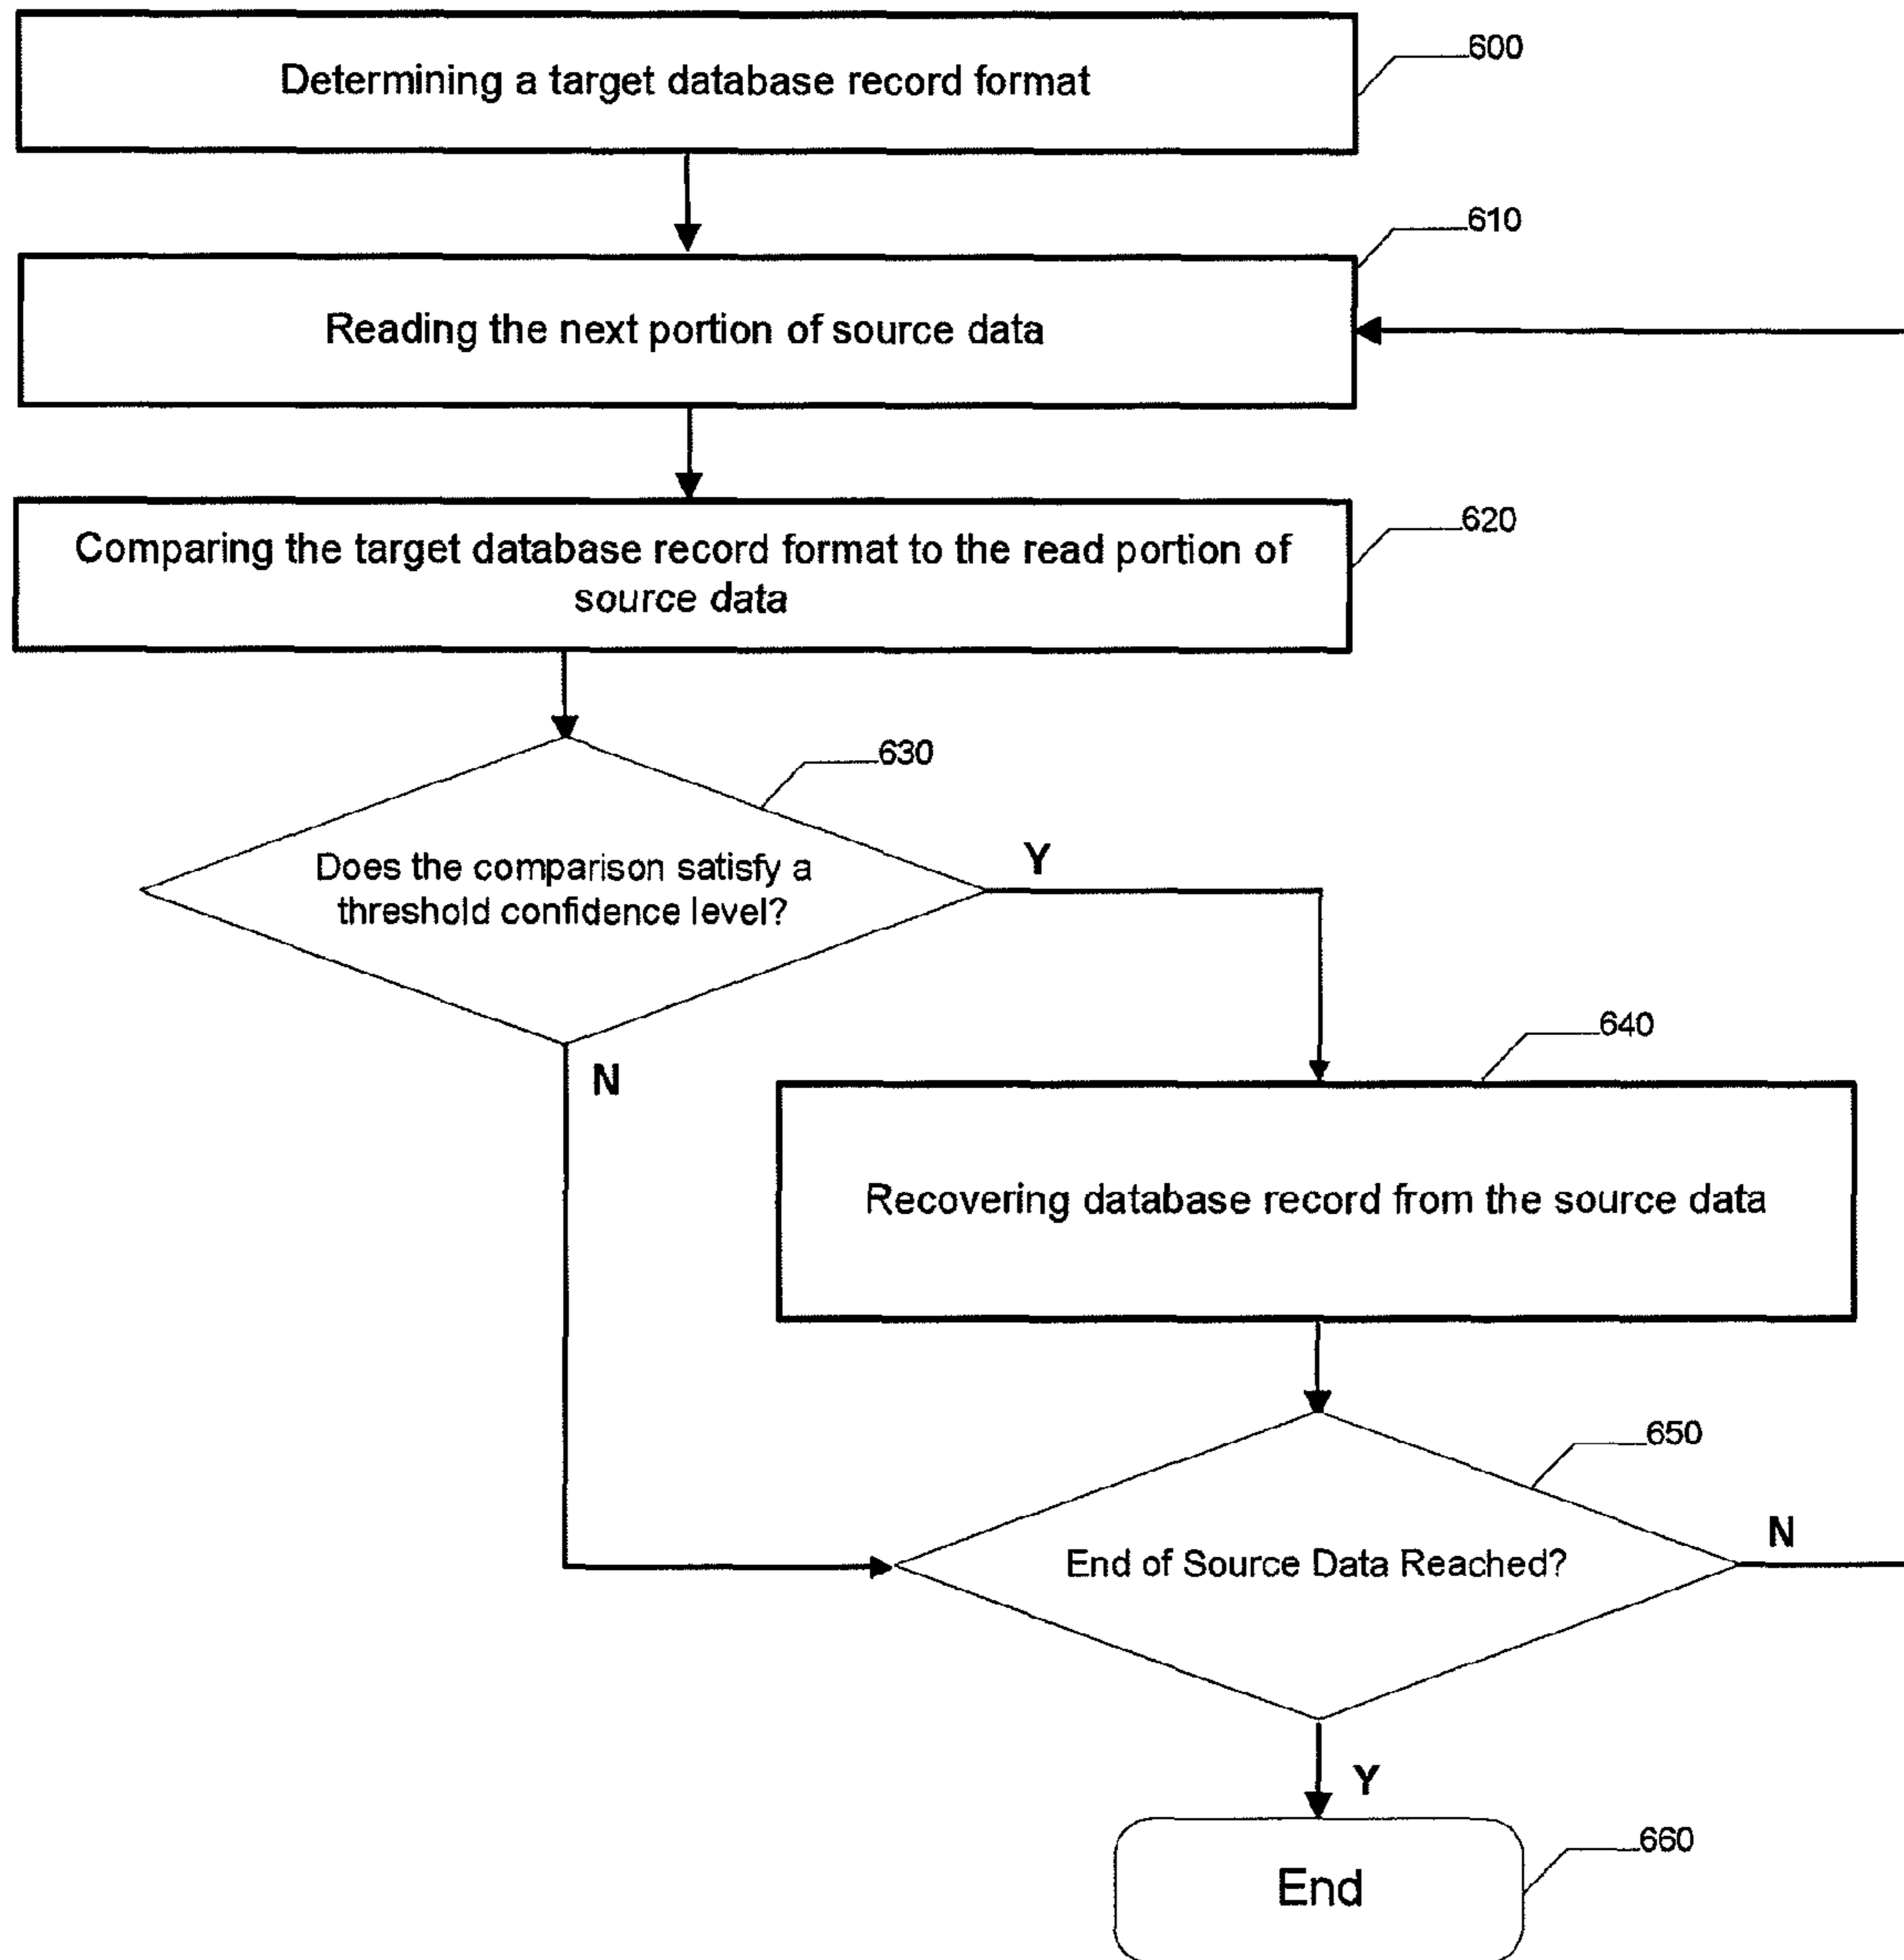 Determining a target database record format
600
Reading the next portion of source data
610
Comparing the target database record format to the read portion of
source data
620
Does the comparison satisfy a
threshold confidence level?
630
Y
N
Recovering database record from the source data
640
End of Source Data Reached?
650
N
Y
End
660